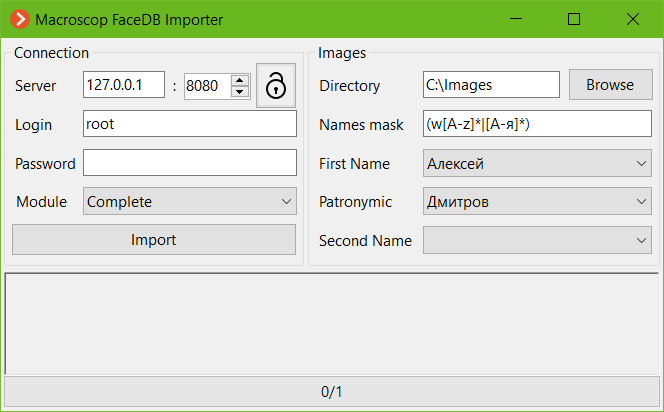 Macroscop FaceDB Importer
Connection
Server 127.0.0.1 : 8080
Login root
Password
Module Complete
Import
Images
Directory C:\Images Browse
Names mask (w[A-z]*|[А-я]*)
First Name Алексей
Patronymic Дмитров
Second Name
0/1